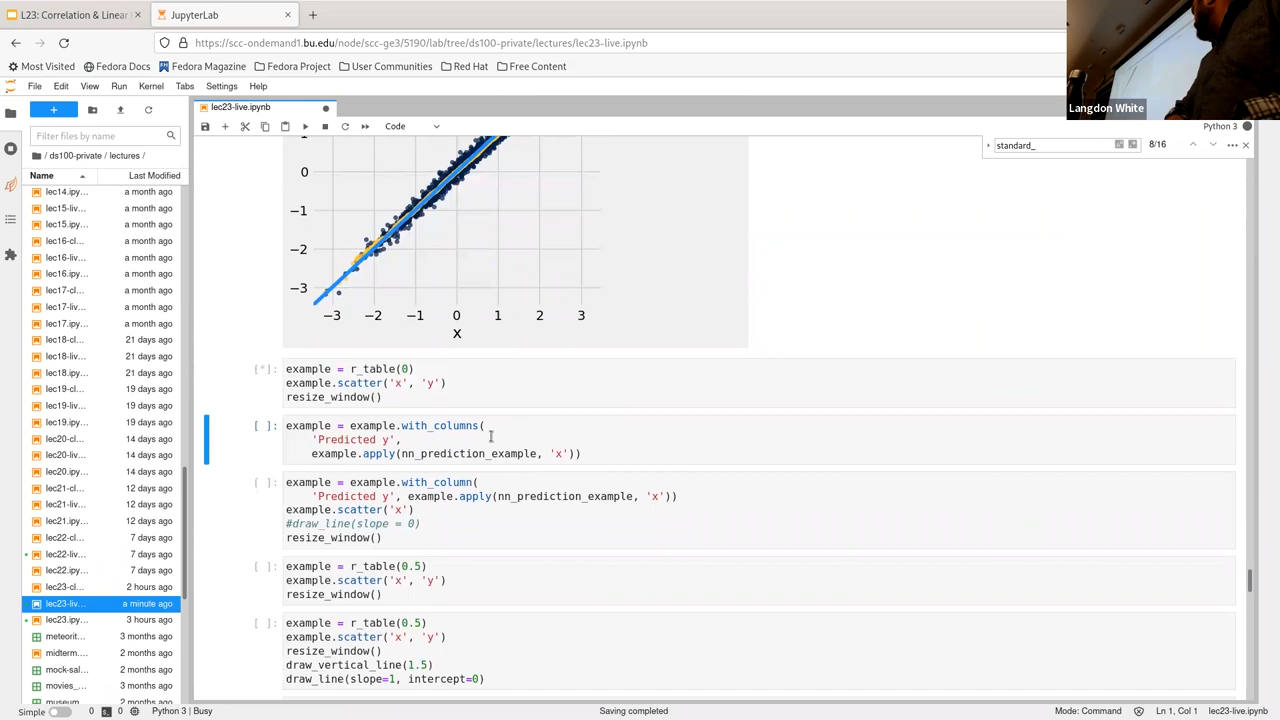 L23: Correlation & Linear
JupyterLab
https://scc-ondemand1.bu.edu/node/scc-ge3/5190/lab/tree/ds100-private/lectures/lec23-live.ipynb
Most Visited Fedora Docs Fedora Magazine Fedora Project User Communities Red Hat Free Content
Langdon White
File Edit View Run Kernel Tabs Settings Help
lec23-live.ipynb
Code
Python 3
Filter files by name
standard_
8/16
/ ds100-private / lectures /
Name Last Modified
lec14.ipy... a month ago
lec15-liv... a month ago
lec15.ipy... a month ago
lec16-cl... a month ago
lec16-liv... a month ago
lec16.ipy... a month ago
lec17-cl... a month ago
lec17-liv... a month ago
lec17.ipy... a month ago
lec18-cl... 21 days ago
lec18-liv... 21 days ago
lec18.ipy... 21 days ago
lec19-cl... 19 days ago
lec19-liv... 19 days ago
lec19.ipy... 19 days ago
lec20-cl... 14 days ago
lec20-liv... 14 days ago
lec20.ipy... 14 days ago
lec21-cl... 12 days ago
lec21-liv... 12 days ago
lec21.ipy... 12 days ago
lec22-cl... 7 days ago
lec22-liv... 7 days ago
lec22.ipy... 7 days ago
lec23-cl... 2 hours ago
lec23-liv... a minute ago
lec23.ipy... 3 hours ago
meteorit... 3 months ago
midterm.... 2 months ago
mock-sal... 2 months ago
movies_... 3 months ago
museum... 2 months ago
0
−1
−2
−3
−3 −2 −1 0 1 2 3
x
[*]:
example = r_table(0)
example.scatter('x', 'y')
resize_window()
[ ]:
example = example.with_columns(
'Predicted y',
example.apply(nn_prediction_example, 'x'))
[ ]:
example = example.with_column(
'Predicted y', example.apply(nn_prediction_example, 'x'))
example.scatter('x')
#draw_line(slope = 0)
resize_window()
[ ]:
example = r_table(0.5)
example.scatter('x', 'y')
resize_window()
[ ]:
example = r_table(0.5)
example.scatter('x', 'y')
resize_window()
draw_vertical_line(1.5)
draw_line(slope=1, intercept=0)
Simple 0 0 Python 3 | Busy Saving completed Mode: Command Ln 1, Col 1 lec23-live.ipynb